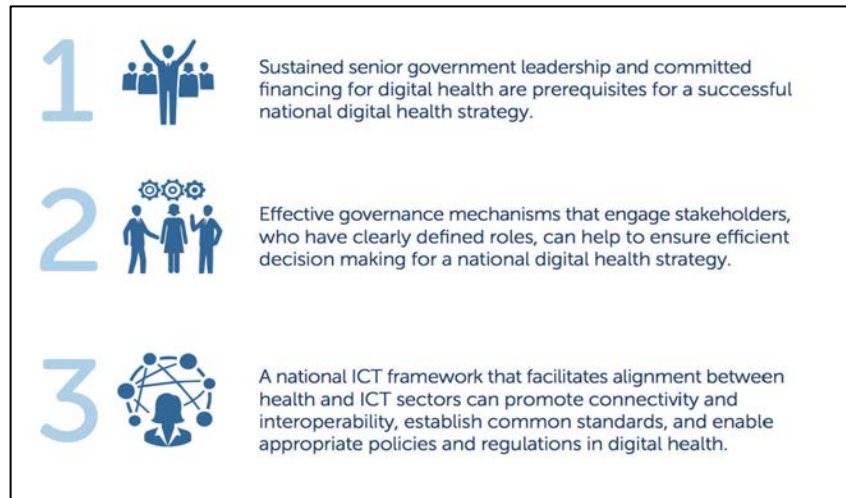 1
Sustained senior government leadership and committed
financing for digital health are prerequisites for a successful
national digital health strategy.
2
Effective governance mechanisms that engage stakeholders,
who have clearly defined roles, can help to ensure efficient
decision making for a national digital health strategy.
3
A national ICT framework that facilitates alignment between
health and ICT sectors can promote connectivity and
interoperability, establish common standards, and enable
appropriate policies and regulations in digital health.